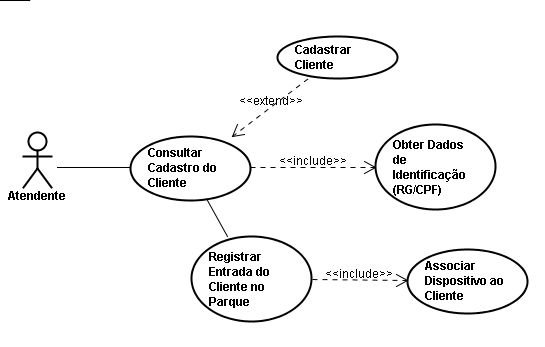 Cadastrar
Cliente
<<extend>>
Consultar
Cadastro do
Cliente
<<include>>
Obter Dados
de
Identificação
(RG/CPF)
Atendente
Registrar
Entrada do
Cliente no
Parque
<<include>>
Associar
Dispositivo ao
Cliente